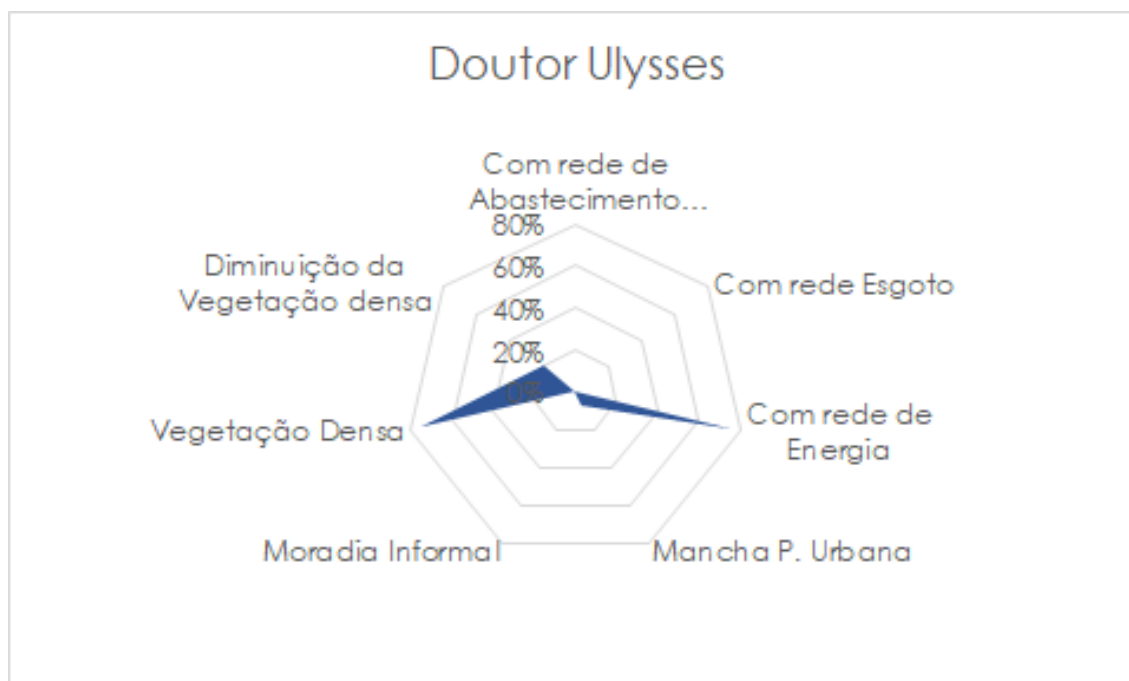 Doutor Ulysses
Com rede de
Abastecimento...
80%
60%
40%
20%
0%
Com rede Esgoto
Com rede de
Energia
Mancha P. Urbana
Moradia Informal
Vegetação Densa
Diminuição da
Vegetação densa